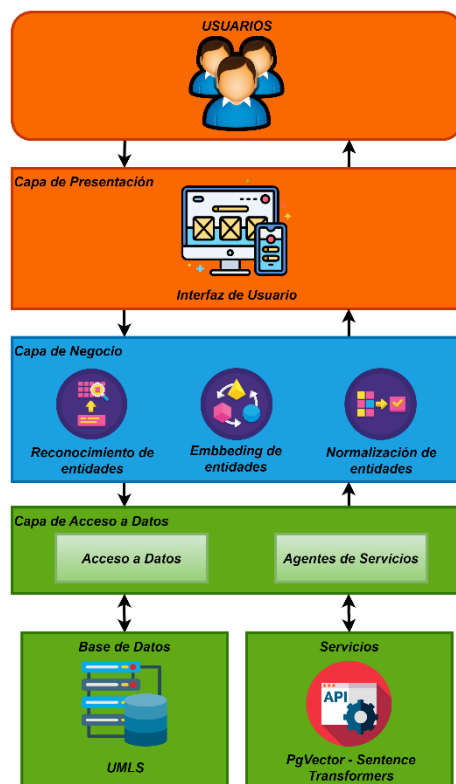 USUARIOS
Capa de Presentación
Interfaz de Usuario
Capa de Negocio
Reconocimiento de
entidades
Embbeding de
entidades
Normalización de
entidades
Capa de Acceso a Datos
Acceso a Datos
Agentes de Servicios
Base de Datos
UMLS
Servicios
API
PgVector - Sentence
Transformers